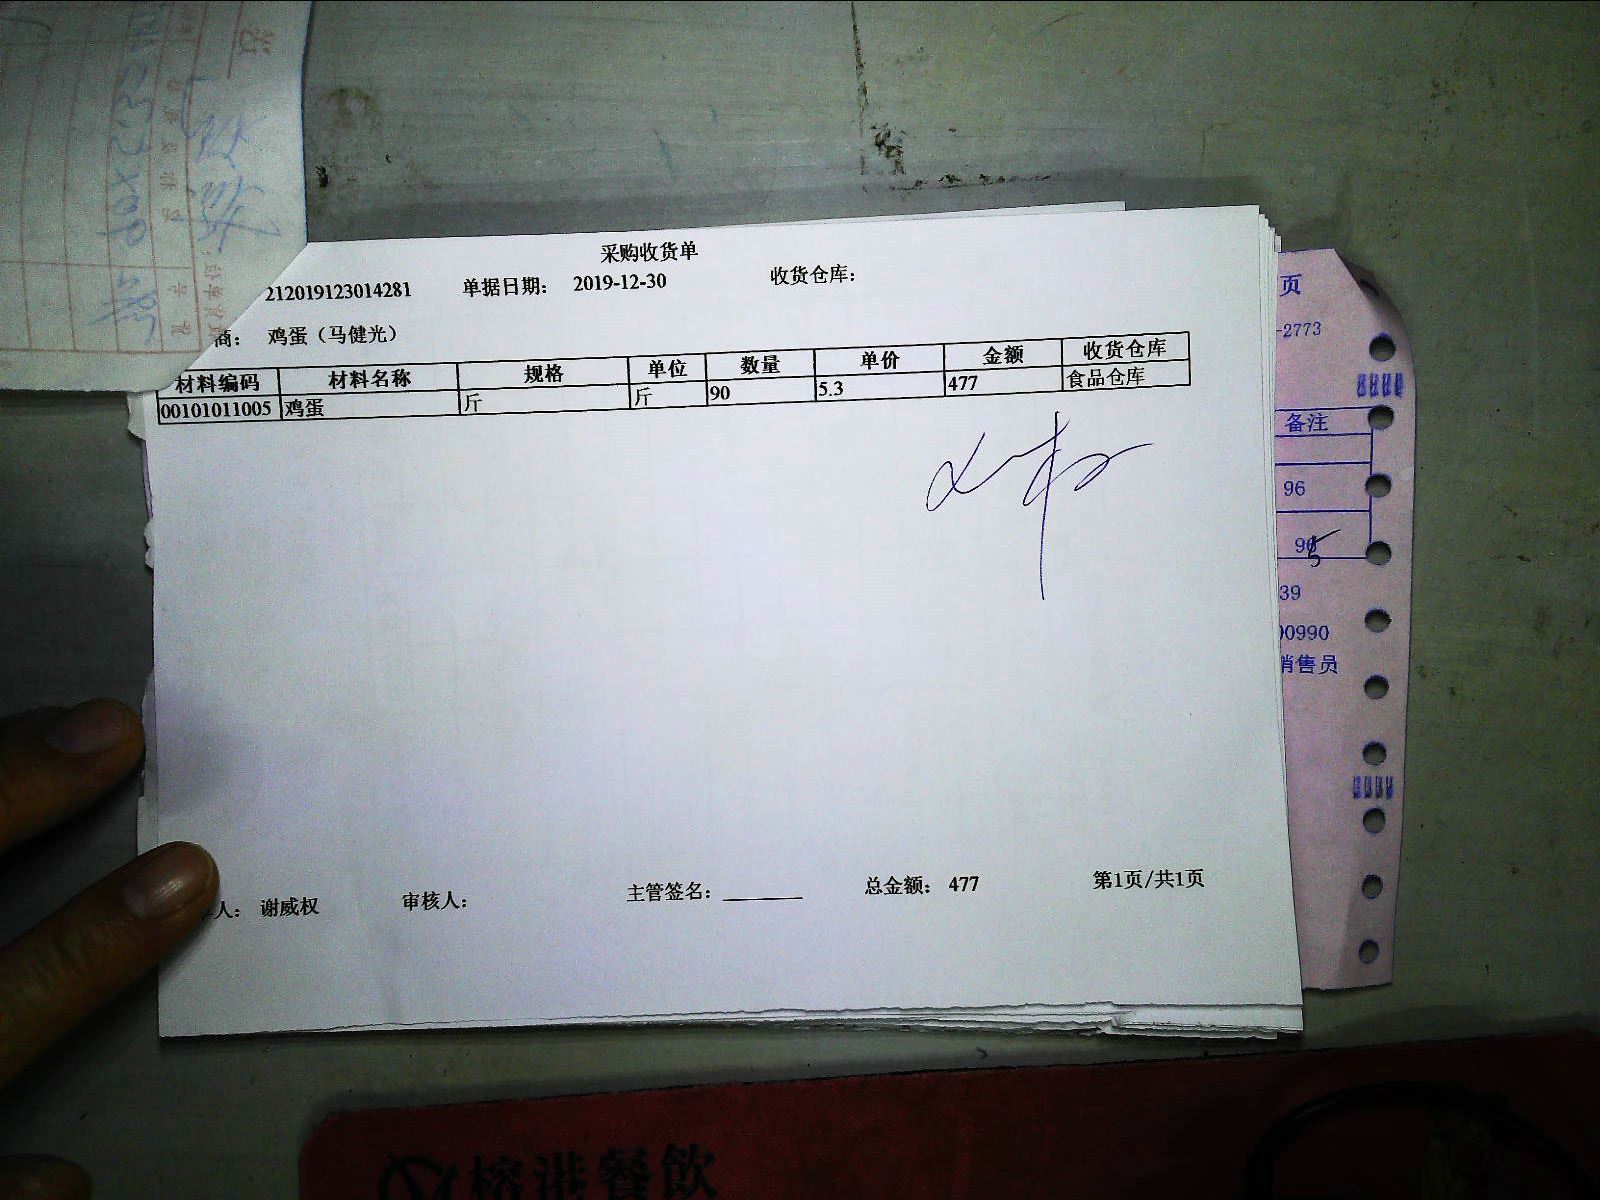 采购收货单
212019123014281 单据日期： 2019-12-30 收货仓库：
商： 鸡蛋（马健光）
材料编码 材料名称 规格 单位 数量 单价 金额 收货仓库
00101011005 鸡蛋 斤 斤 90 5.3 477 食品仓库
人： 谢威权 审核人： 主管签名： 总金额： 477 第1页/共1页
页
-2773
备注
96
39
00990
销售员
榕港餐飲